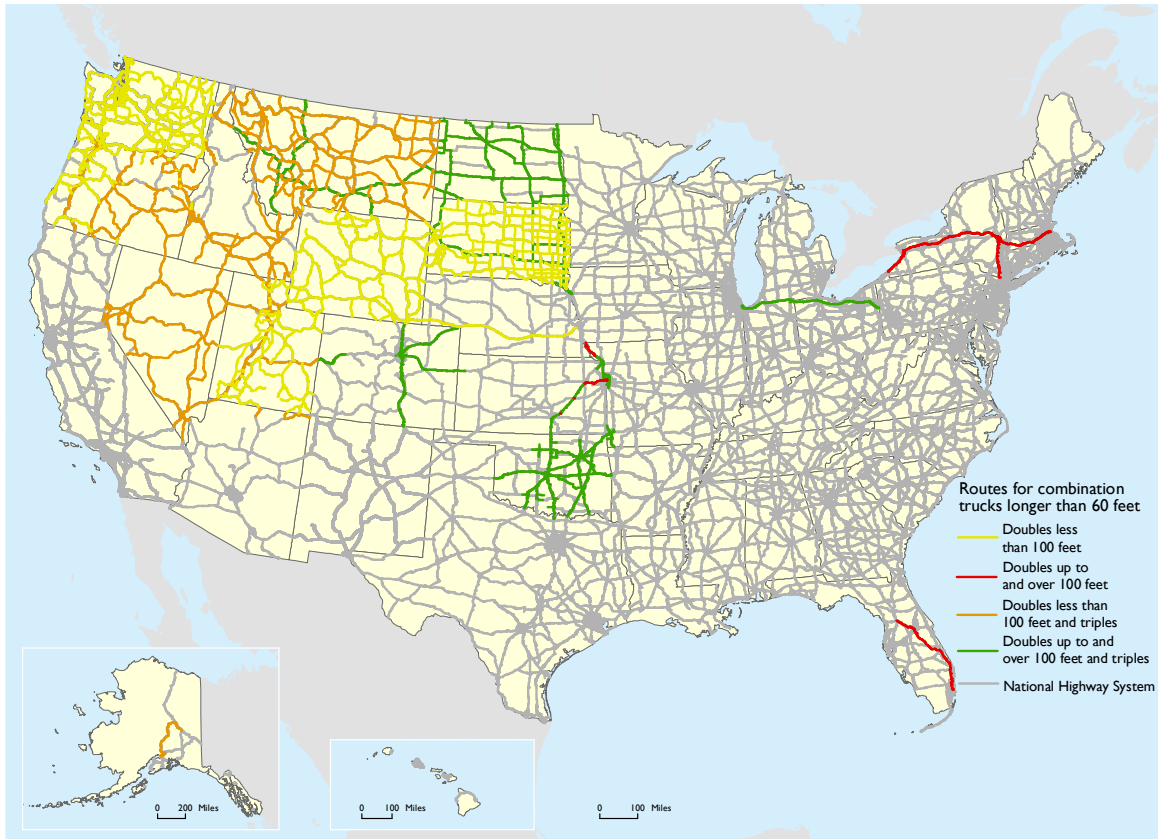 Routes for combination
trucks longer than 60 feet
Doubles less
than 100 feet
Doubles up to
and over 100 feet
Doubles less than
100 feet and triples
Doubles up to and
over 100 feet and triples
National Highway System
0 200 Miles
0 100 Miles
0 100 Miles